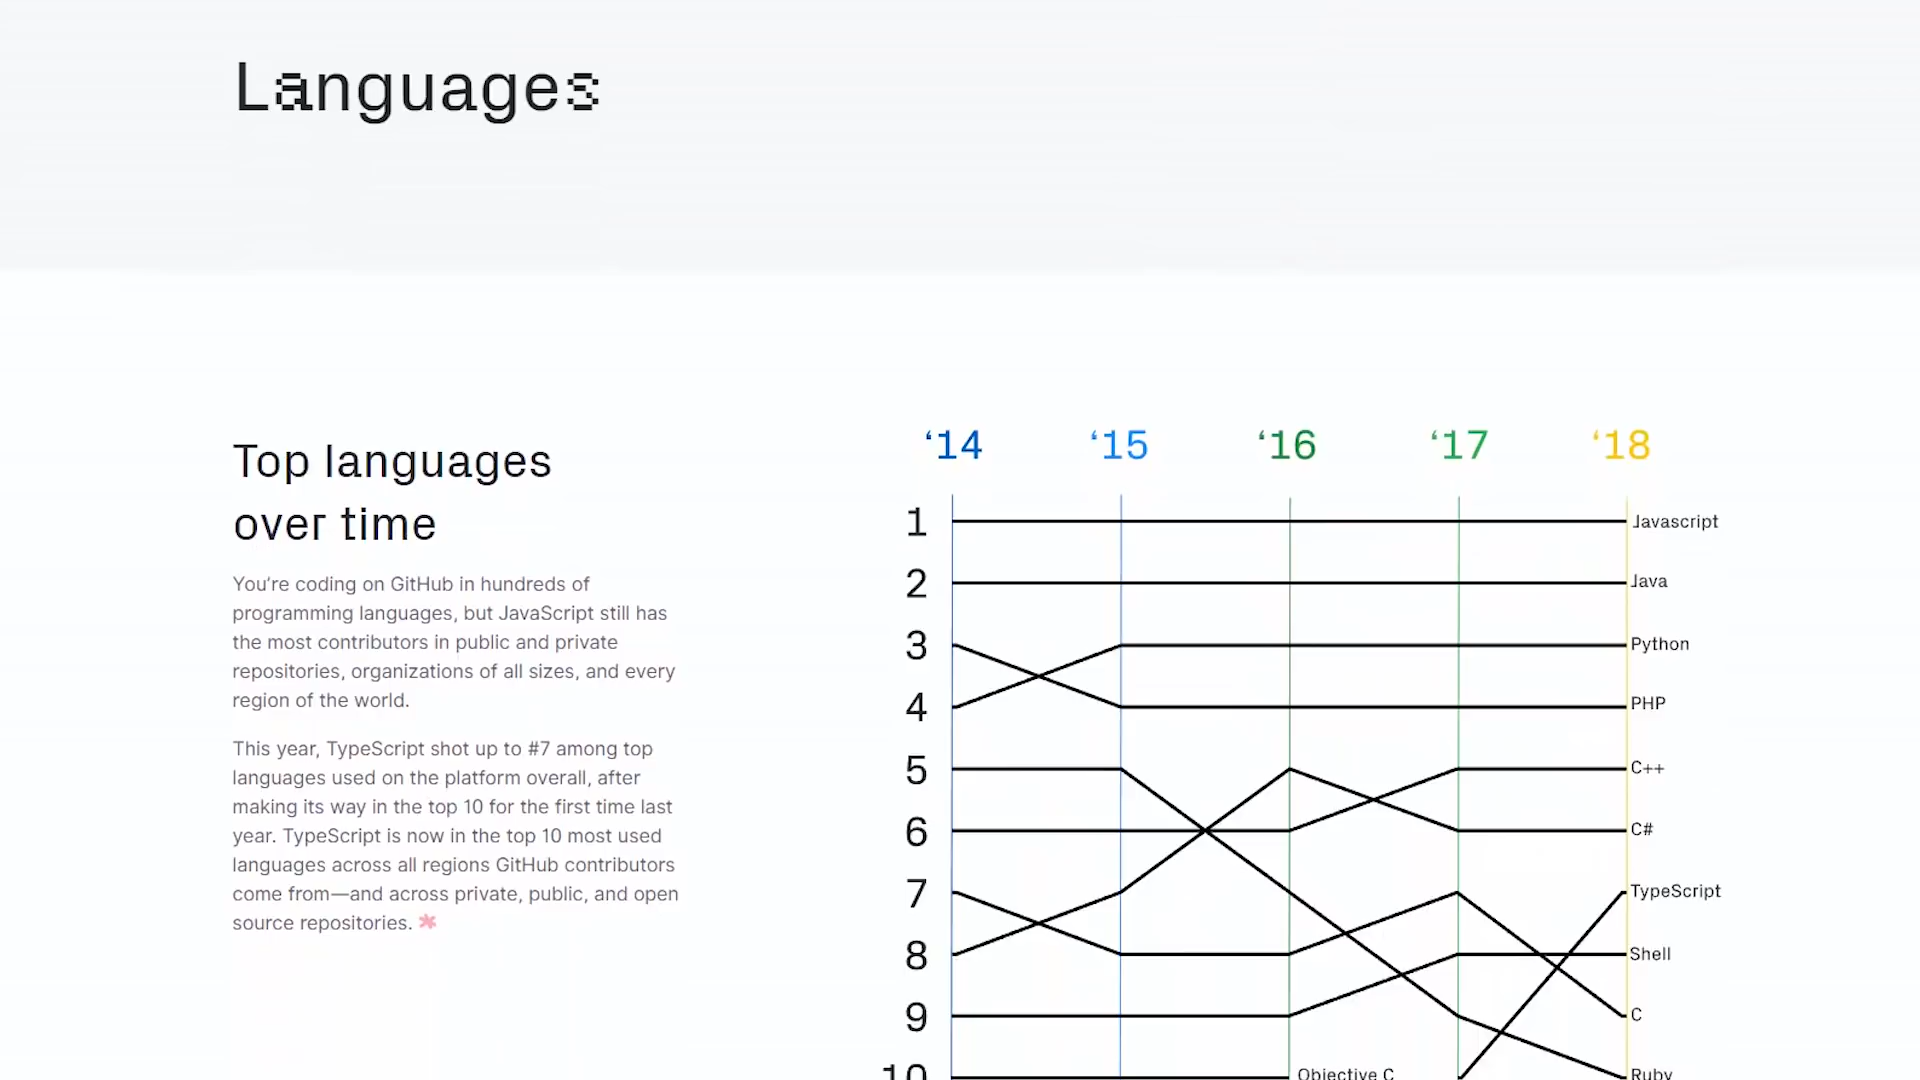 Languages
Top languages
over time
You’re coding on GitHub in hundreds of
programming languages, but JavaScript still has
the most contributors in public and private
repositories, organizations of all sizes, and every
region of the world.
This year, TypeScript shot up to #7 among top
languages used on the platform overall, after
making its way in the top 10 for the first time last
year. TypeScript is now in the top 10 most used
languages across all regions GitHub contributors
come from—and across private, public, and open
source repositories. *
‘14 ‘15 ‘16 ‘17 ‘18
1 Javascript
2 Java
3 Python
4 PHP
5 C++
6 C#
7 TypeScript
8 Shell
9 C
10 Objective C Ruby